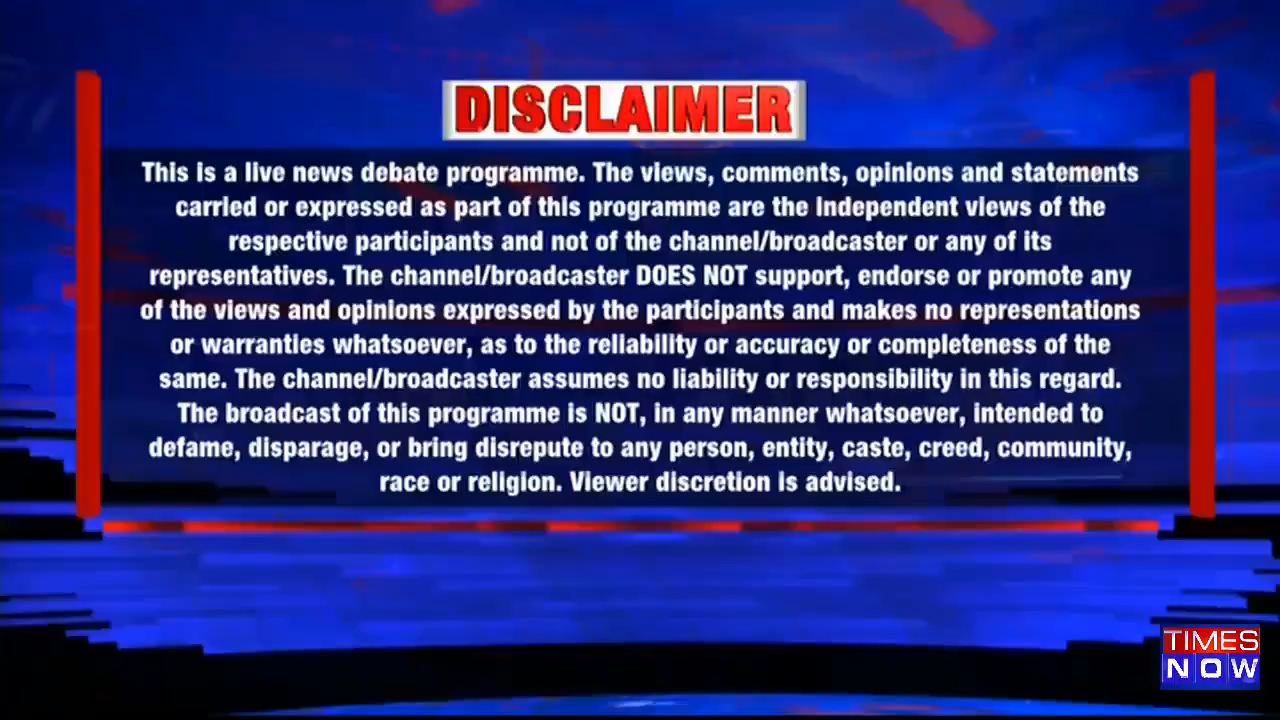 DISCLAIMER
This is a live news debate programme. The views, comments, opinions and statements
carried or expressed as part of this programme are the independent views of the
respective participants and not of the channel/broadcaster or any of its
representatives. The channel/broadcaster DOES NOT support, endorse or promote any
of the views and opinions expressed by the participants and makes no representations
or warranties whatsoever, as to the reliability or accuracy or completeness of the
same. The channel/broadcaster assumes no liability or responsibility in this regard.
The broadcast of this programme is NOT, in any manner whatsoever, intended to
defame, disparage, or bring disrepute to any person, entity, caste, creed, community,
race or religion. Viewer discretion is advised.
TIMES
NOW